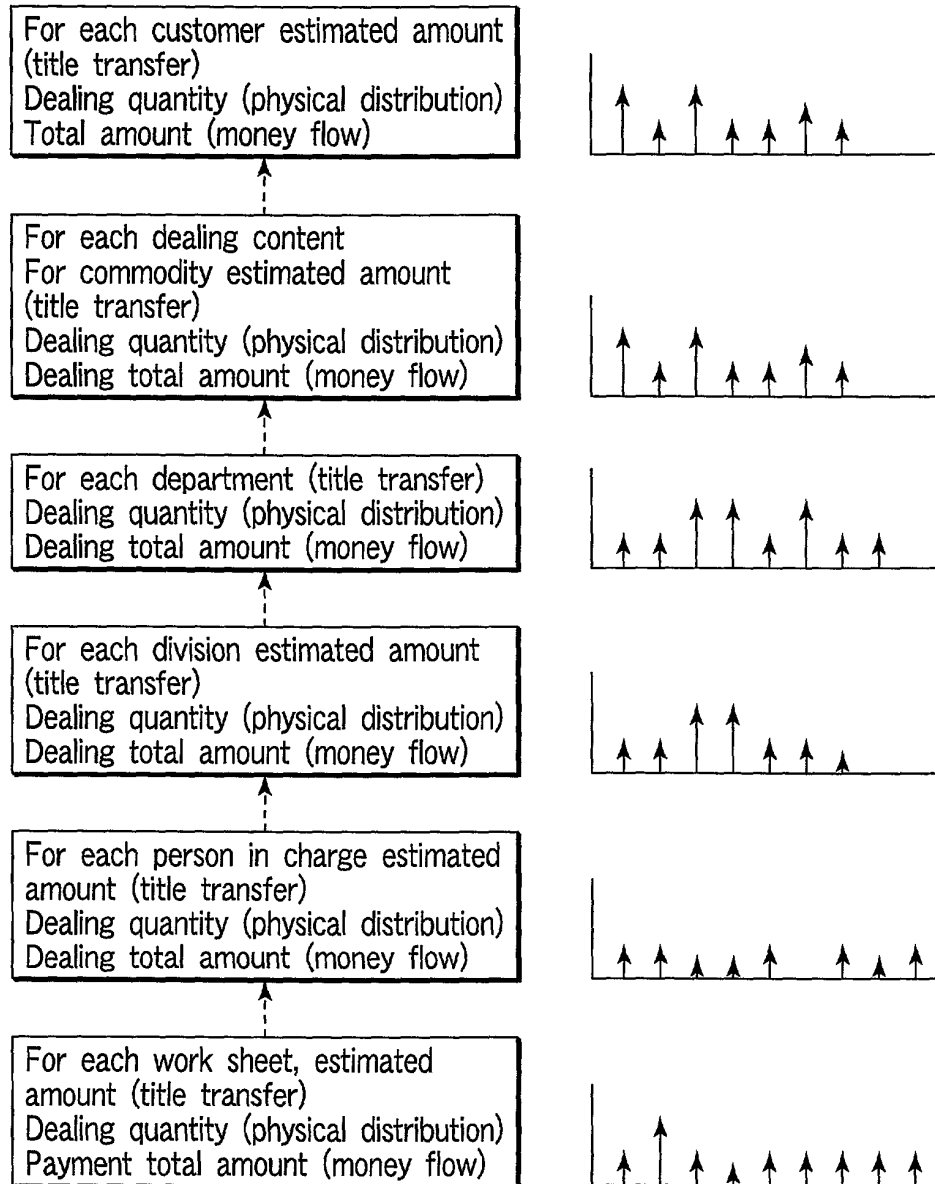 For each customer estimated amount
(title transfer)
Dealing quantity (physical distribution)
Total amount (money flow)
For each dealing content
For commodity estimated amount
(title transfer)
Dealing quantity (physical distribution)
Dealing total amount (money flow)
For each department (title transfer)
Dealing quantity (physical distribution)
Dealing total amount (money flow)
For each division estimated amount
(title transfer)
Dealing quantity (physical distribution)
Dealing total amount (money flow)
For each person in charge estimated
amount (title transfer)
Dealing quantity (physical distribution)
Dealing total amount (money flow)
For each work sheet, estimated
amount (title transfer)
Dealing quantity (physical distribution)
Payment total amount (money flow)